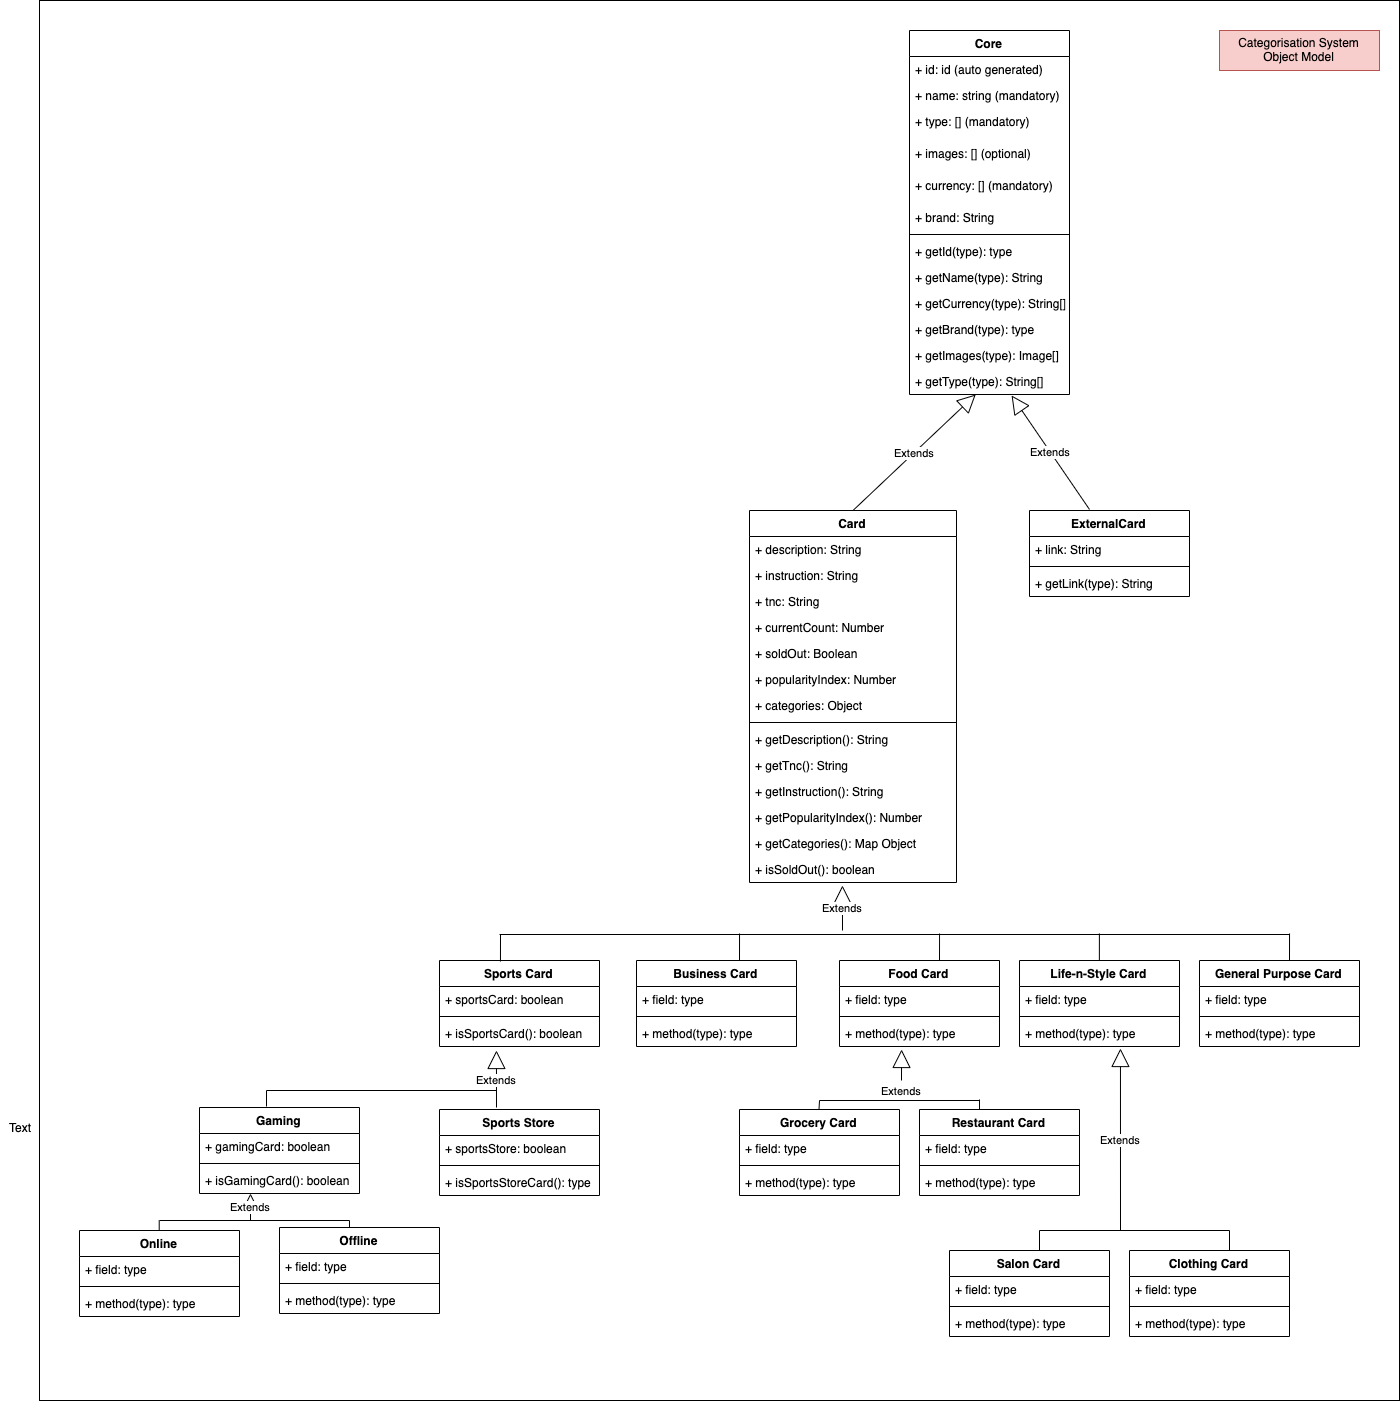 Categorisation System
Object Model
Core
+ id: id (auto generated)
+ name: string (mandatory)
+ type: [] (mandatory)
+ images: [] (optional)
+ currency: [] (mandatory)
+ brand: String
+ getId(type): type
+ getName(type): String
+ getCurrency(type): String[]
+ getBrand(type): type
+ getImages(type): Image[]
+ getType(type): String[]
Extends
Extends
Card
+ description: String
+ instruction: String
+ tnc: String
+ currentCount: Number
+ soldOut: Boolean
+ popularityIndex: Number
+ categories: Object
+ getDescription(): String
+ getTnc(): String
+ getInstruction(): String
+ getPopularityIndex(): Number
+ getCategories(): Map Object
+ isSoldOut(): boolean
ExternalCard
+ link: String
+ getLink(type): String
Extends
Sports Card
+ sportsCard: boolean
+ isSportsCard(): boolean
Business Card
+ field: type
+ method(type): type
Food Card
+ field: type
+ method(type): type
Life-n-Style Card
+ field: type
+ method(type): type
General Purpose Card
+ field: type
+ method(type): type
Extends
Extends
Extends
Gaming
+ gamingCard: boolean
+ isGamingCard(): boolean
Sports Store
+ sportsStore: boolean
+ isSportsStoreCard(): type
Grocery Card
+ field: type
+ method(type): type
Restaurant Card
+ field: type
+ method(type): type
Text
Extends
Online
+ field: type
+ method(type): type
Offline
+ field: type
+ method(type): type
Salon Card
+ field: type
+ method(type): type
Clothing Card
+ field: type
+ method(type): type